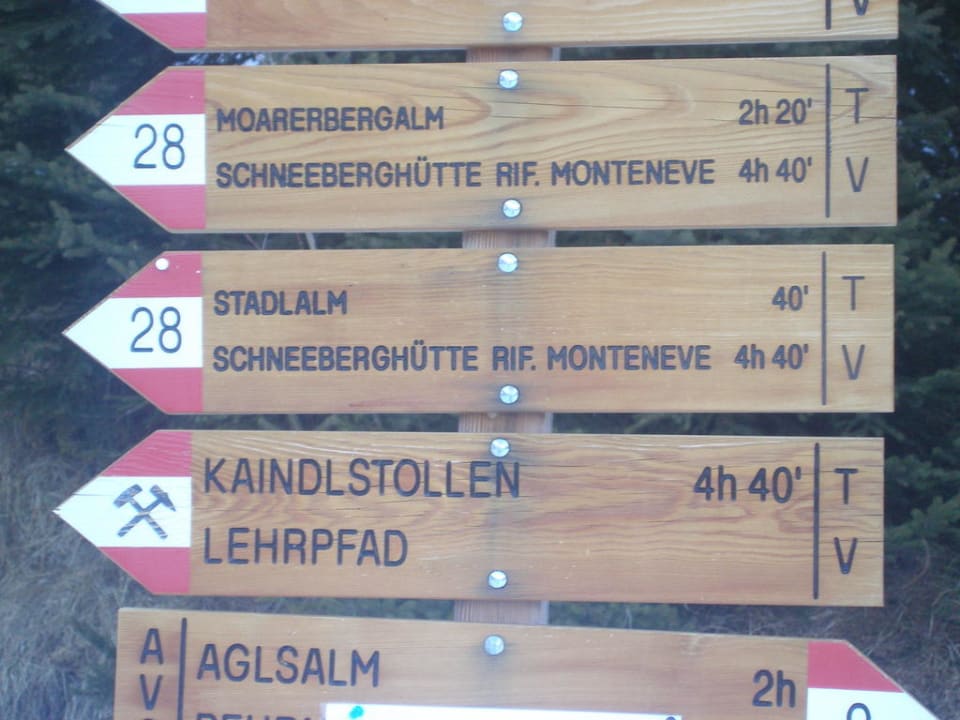 V
28 MOARERBERGALM 2h 20' T
SCHNEEBERGHÜTTE RIF. MONTENEVE 4h 40' V
28 STADLALM 40' T
SCHNEEBERGHÜTTE RIF. MONTENEVE 4h 40' V
KAINDLSTOLLEN 4h 40' T
LEHRPFAD V
A AGLSALM 2h
V